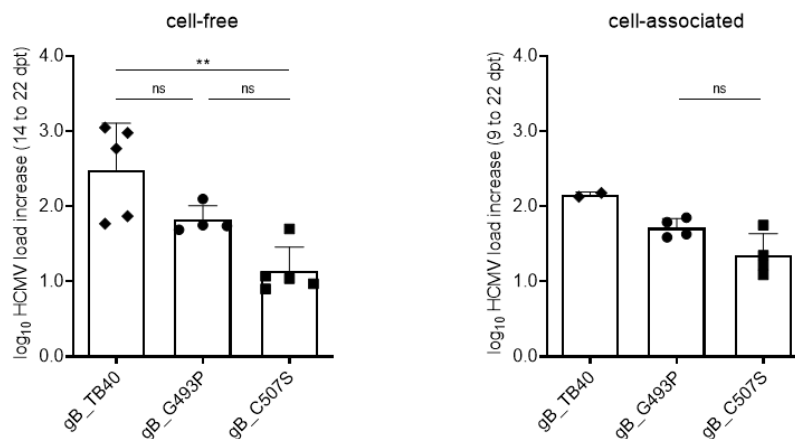 cell-free
log10 HCMV load increase (14 to 22 dpt)
4.0
3.0
2.0
1.0
0.0
**
ns
ns
gB_TB40
gB_G493P
gB_C507S
cell-associated
log10 HCMV load increase (9 to 22 dpt)
4.0
3.0
2.0
1.0
0.0
ns
gB_TB40
gB_G493P
gB_C507S